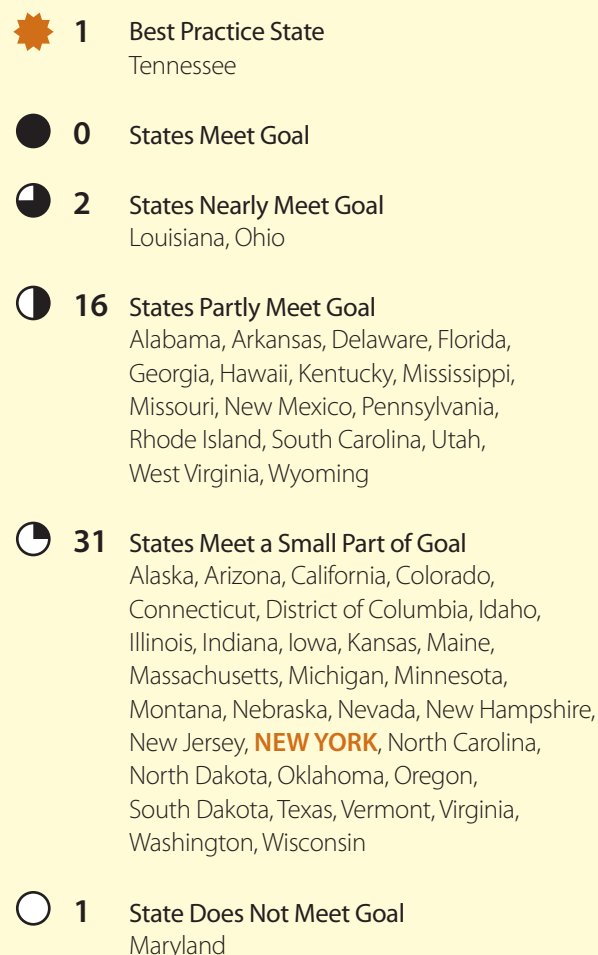 1 Best Practice State
Tennessee
0 States Meet Goal
2 States Nearly Meet Goal
Louisiana, Ohio
16 States Partly Meet Goal
Alabama, Arkansas, Delaware, Florida,
Georgia, Hawaii, Kentucky, Mississippi,
Missouri, New Mexico, Pennsylvania,
Rhode Island, South Carolina, Utah,
West Virginia, Wyoming
31 States Meet a Small Part of Goal
Alaska, Arizona, California, Colorado,
Connecticut, District of Columbia, Idaho,
Illinois, Indiana, Iowa, Kansas, Maine,
Massachusetts, Michigan, Minnesota,
Montana, Nebraska, Nevada, New Hampshire,
New Jersey, NEW YORK, North Carolina,
North Dakota, Oklahoma, Oregon,
South Dakota, Texas, Vermont, Virginia,
Washington, Wisconsin
1 State Does Not Meet Goal
Maryland